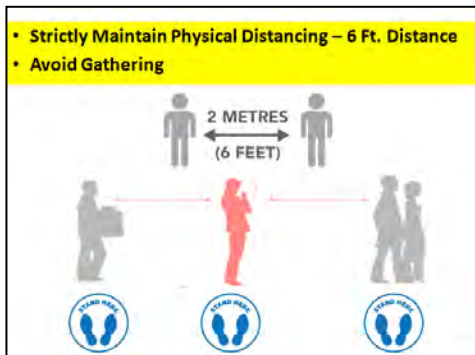 • Strictly Maintain Physical Distancing – 6 Ft. Distance
• Avoid Gathering
2 METRES
(6 FEET)
STAND HERE
STAND HERE
STAND HERE